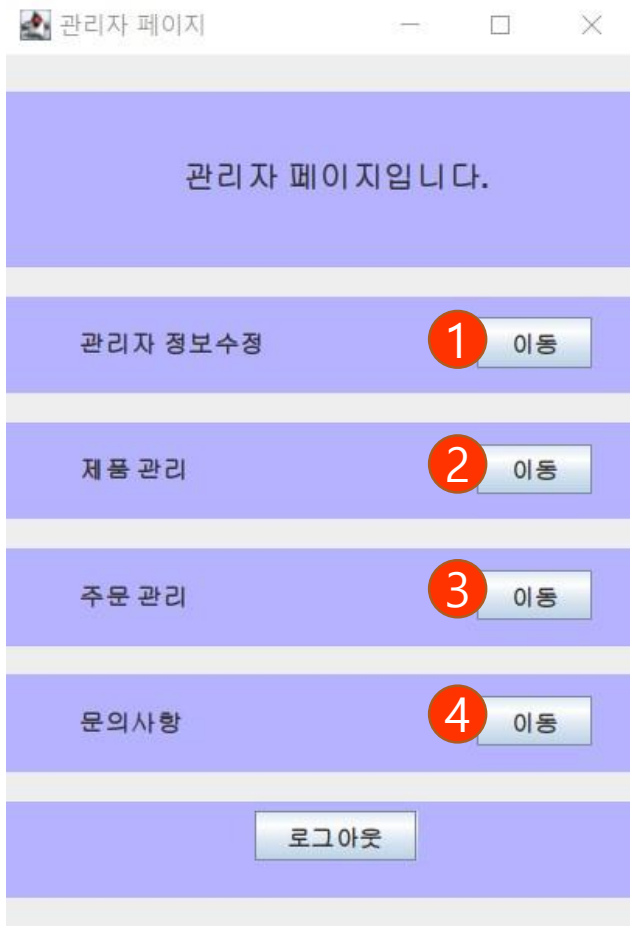 관리자 페이지
관리자 페이지입니다.
관리자 정보수정 1 이동
제품 관리 2 이동
주문 관리 3 이동
문의사항 4 이동
로그아웃